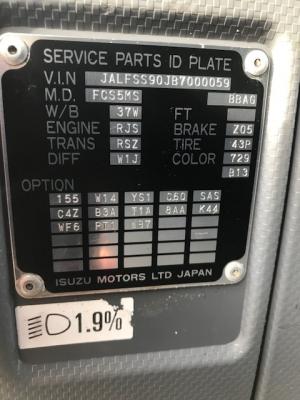 SERVICE PARTS ID PLATE
V.I.N JALFSS90JB7000059
M.D. FCS5MS BBAG
W/B 37W FT
ENGINE RJS BRAKE Z05
TRANS RSZ TIRE 43P
DIFF W1J COLOR 729
B13
OPTION
155 W14 YS1 C6Q SAS
C4Z B3A T1A 8AA K44
WF6
ISUZU MOTORS LTD JAPAN
1.9%